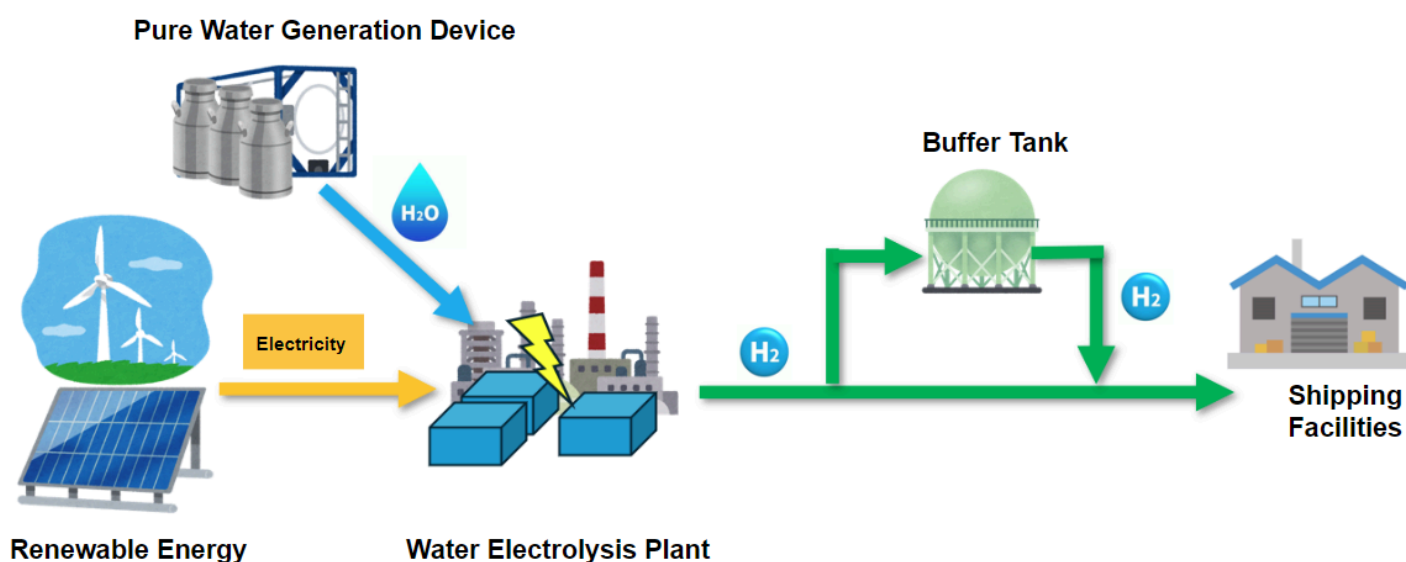 Pure Water Generation Device
H₂O
Buffer Tank
Electricity
H₂
H₂
Shipping
Facilities
Renewable Energy
Water Electrolysis Plant